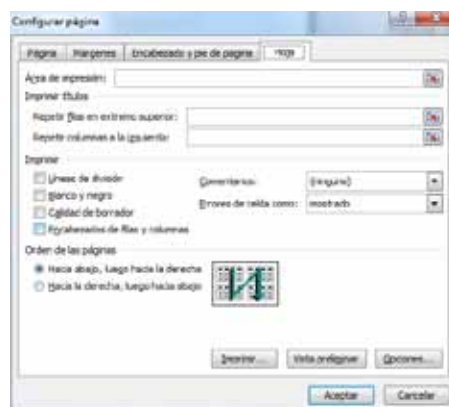 Configurar página
Página Márgenes Encabezado y pie de página Hoja
Área de impresión:
Imprimir títulos
Repetir filas en extremo superior:
Repetir columnas a la izquierda:
Imprimir
Líneas de división
Blanco y negro
Calidad de borrador
Encabezados de filas y columnas
Comentarios: (ninguno)
Errores de celda como: mostrado
Orden de las páginas
Hacia abajo, luego hacia la derecha
Hacia la derecha, luego hacia abajo
Imprimir... Vista preliminar Opciones...
Aceptar Cancelar